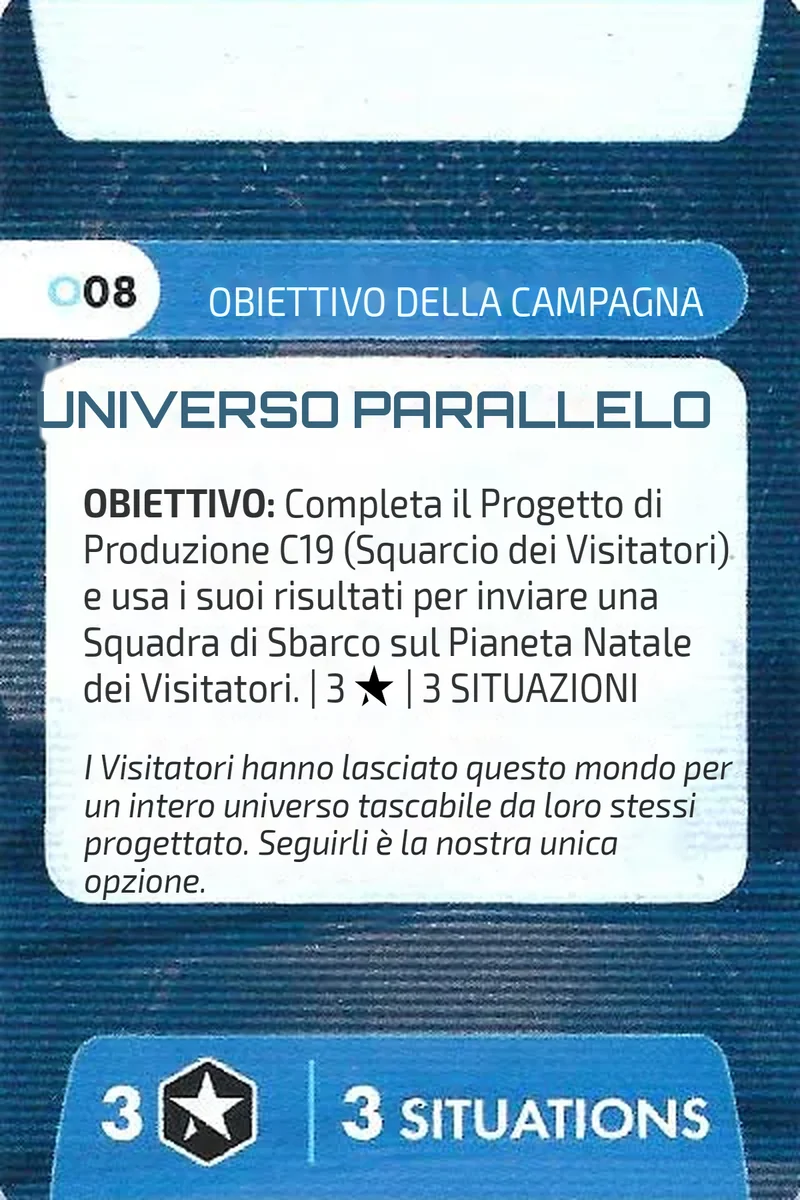 O08
OBIETTIVO DELLA CAMPAGNA
UNIVERSO PARALLELO
OBIETTIVO: Completa il Progetto di
Produzione C19 (Squarcio dei Visitatori)
e usa i suoi risultati per inviare una
Squadra di Sbarco sul Pianeta Natale
dei Visitatori. | 3 ★ | 3 SITUAZIONI
I Visitatori hanno lasciato questo mondo per
un intero universo tascabile da loro stessi
progettato. Seguirli è la nostra unica
opzione.
3 ★ | 3 SITUATIONS